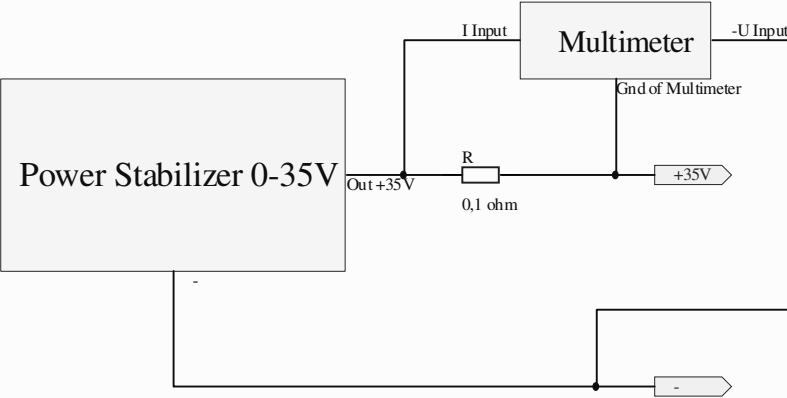 I Input
Multimeter
-U Input
Gnd of Multimeter
Power Stabilizer 0-35V
Out +35V
R
0,1 ohm
+35V
-
-